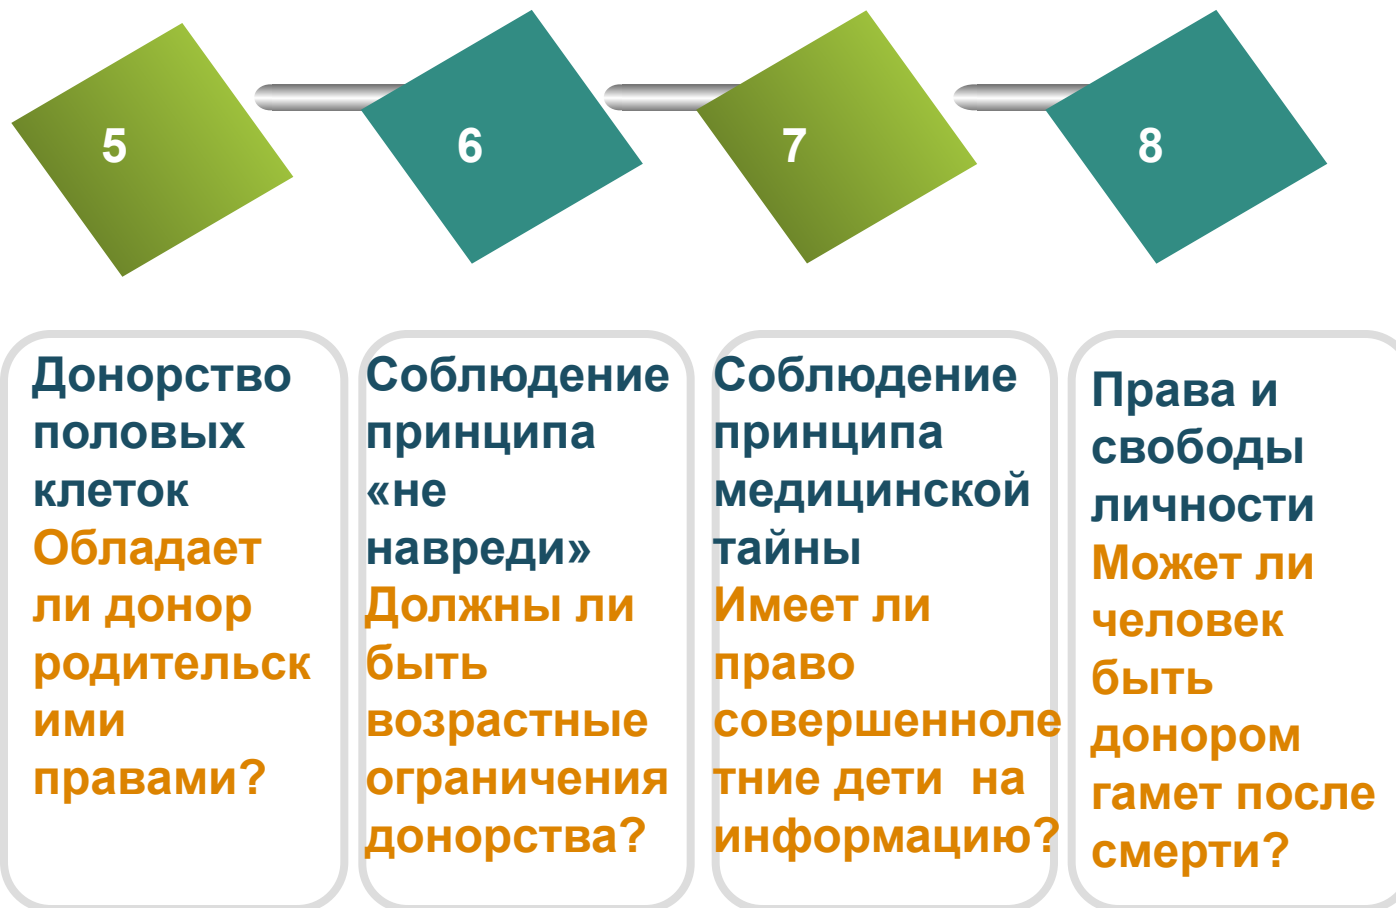 5
6
7
8
Донорство
половых
клеток
Обладает
ли донор
родительск
ими
правами?
Соблюдение
принципа
«не
навреди»
Должны ли
быть
возрастные
ограничения
донорства?
Соблюдение
принципа
медицинской
тайны
Имеет ли
право
совершенноле
тние дети  на
информацию?
Права и
свободы
личности
Может ли
человек
быть
донором
гамет после
смерти?